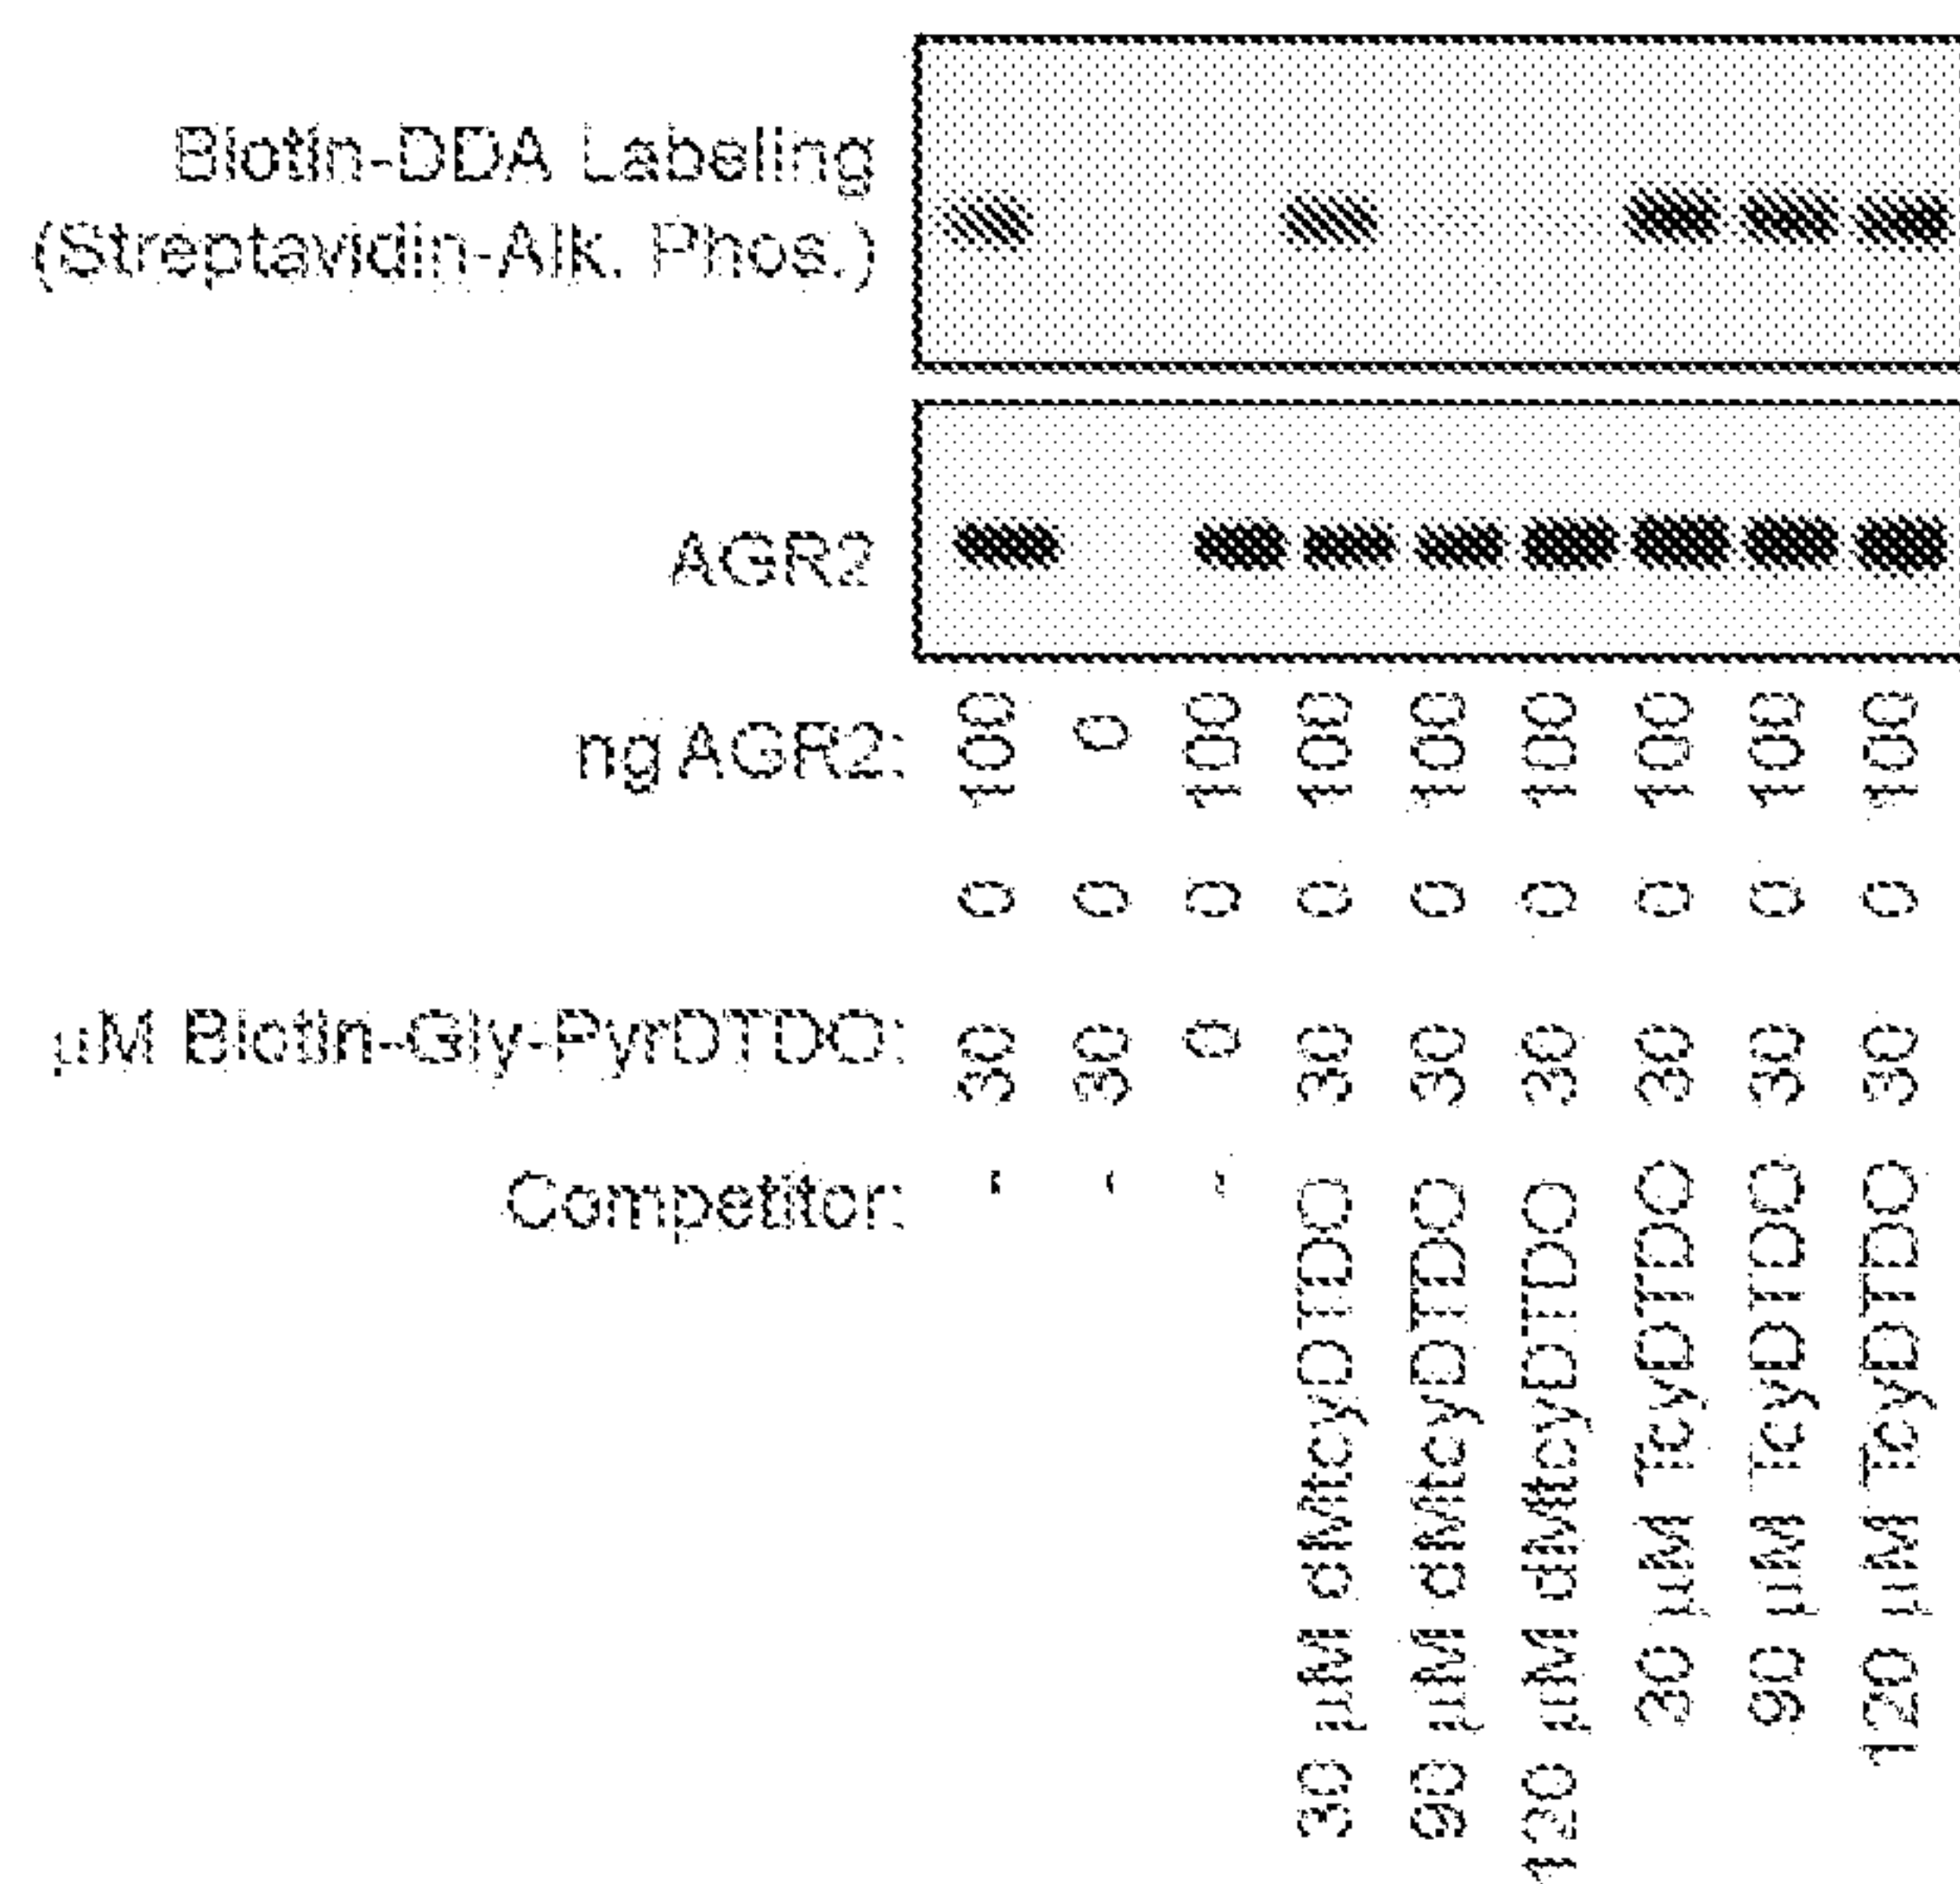 Biotin-DDA Labeling
(Streptavidin-Alk. Phos.)
AGR2
ng AGR2: 100 0 100 100 100 100 100 100 100
0 0 0 0 0 0 0 0 0
µM Biotin-Gly-PyrDTDO: 30 30 0 30 30 30 30 30 30
Competitor: - - -
30 µM dMtcyDTDO
90 µM dMtcyDTDO
120 µM dMtcyDTDO
30 µM TcyDTDO
90 µM TcyDTDO
120 µM TcyDTDO